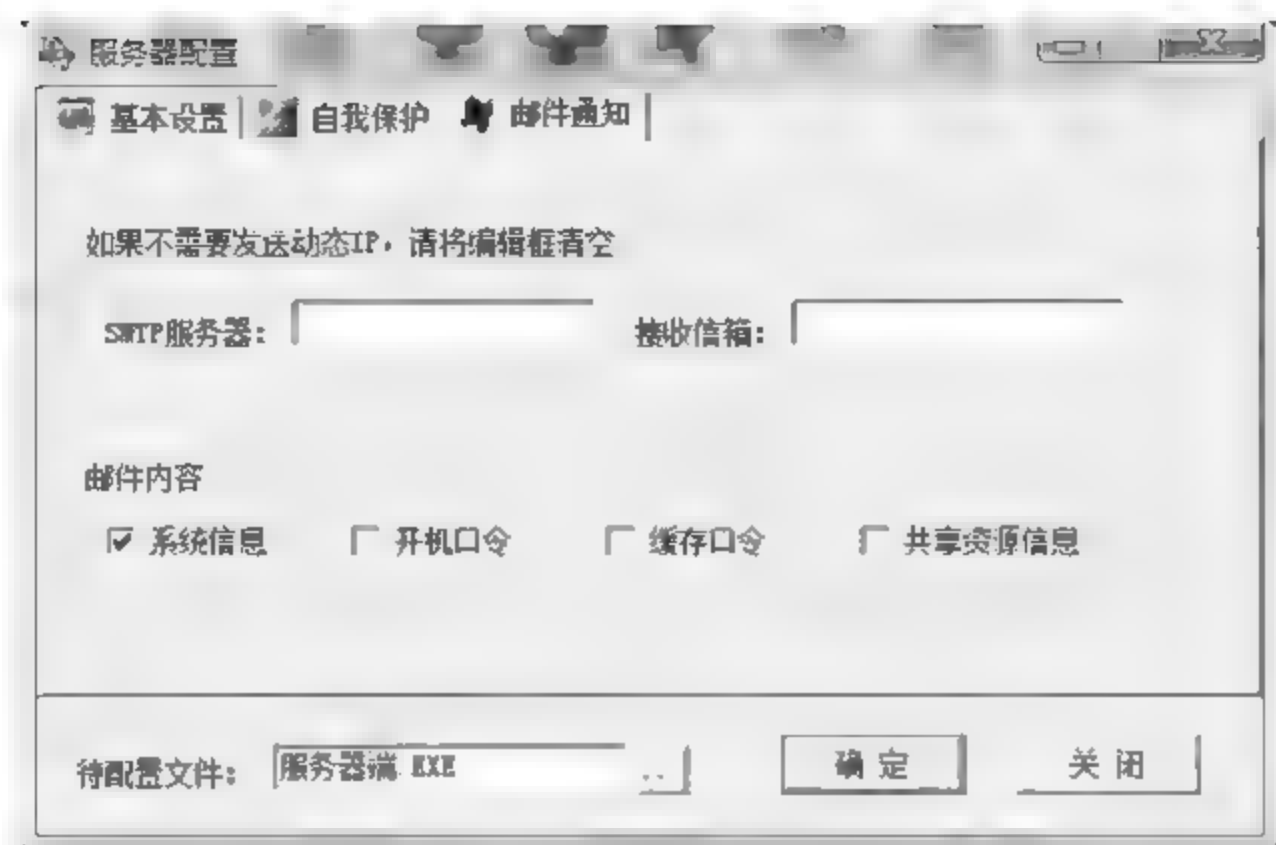 服务器配置
基本设置 自我保护 邮件通知
如果不需要发送动态IP，请将编辑框清空
SMTP服务器： 接收信箱：
邮件内容
系统信息 开机口令 缓存口令 共享资源信息
待配置文件： 服务器端.EXE .. 确定 关闭